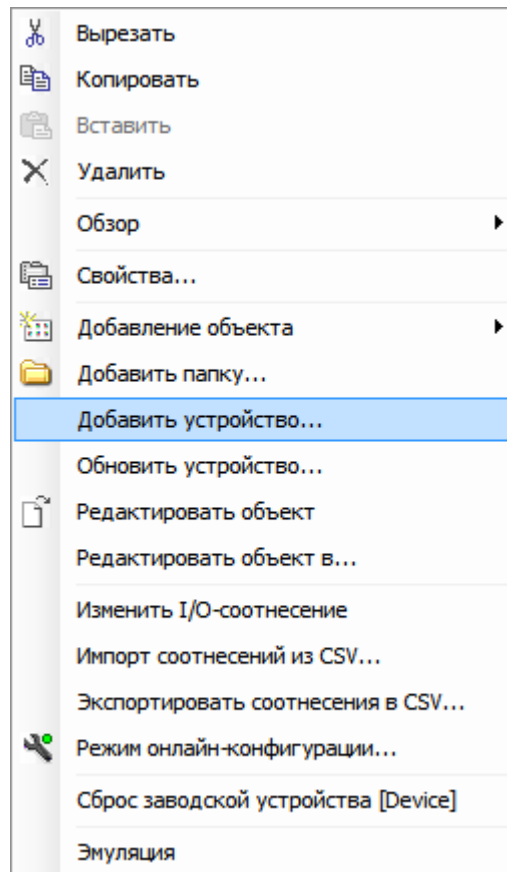 Вырезать
Копировать
Вставить
Удалить
Обзор
Свойства...
Добавление объекта
Добавить папку...
Добавить устройство...
Обновить устройство...
Редактировать объект
Редактировать объект в...
Изменить I/O-соотнесение
Импорт соотнесений из CSV...
Экспортировать соотнесения в CSV...
Режим онлайн-конфигурации...
Сброс заводской устройства [Device]
Эмуляция